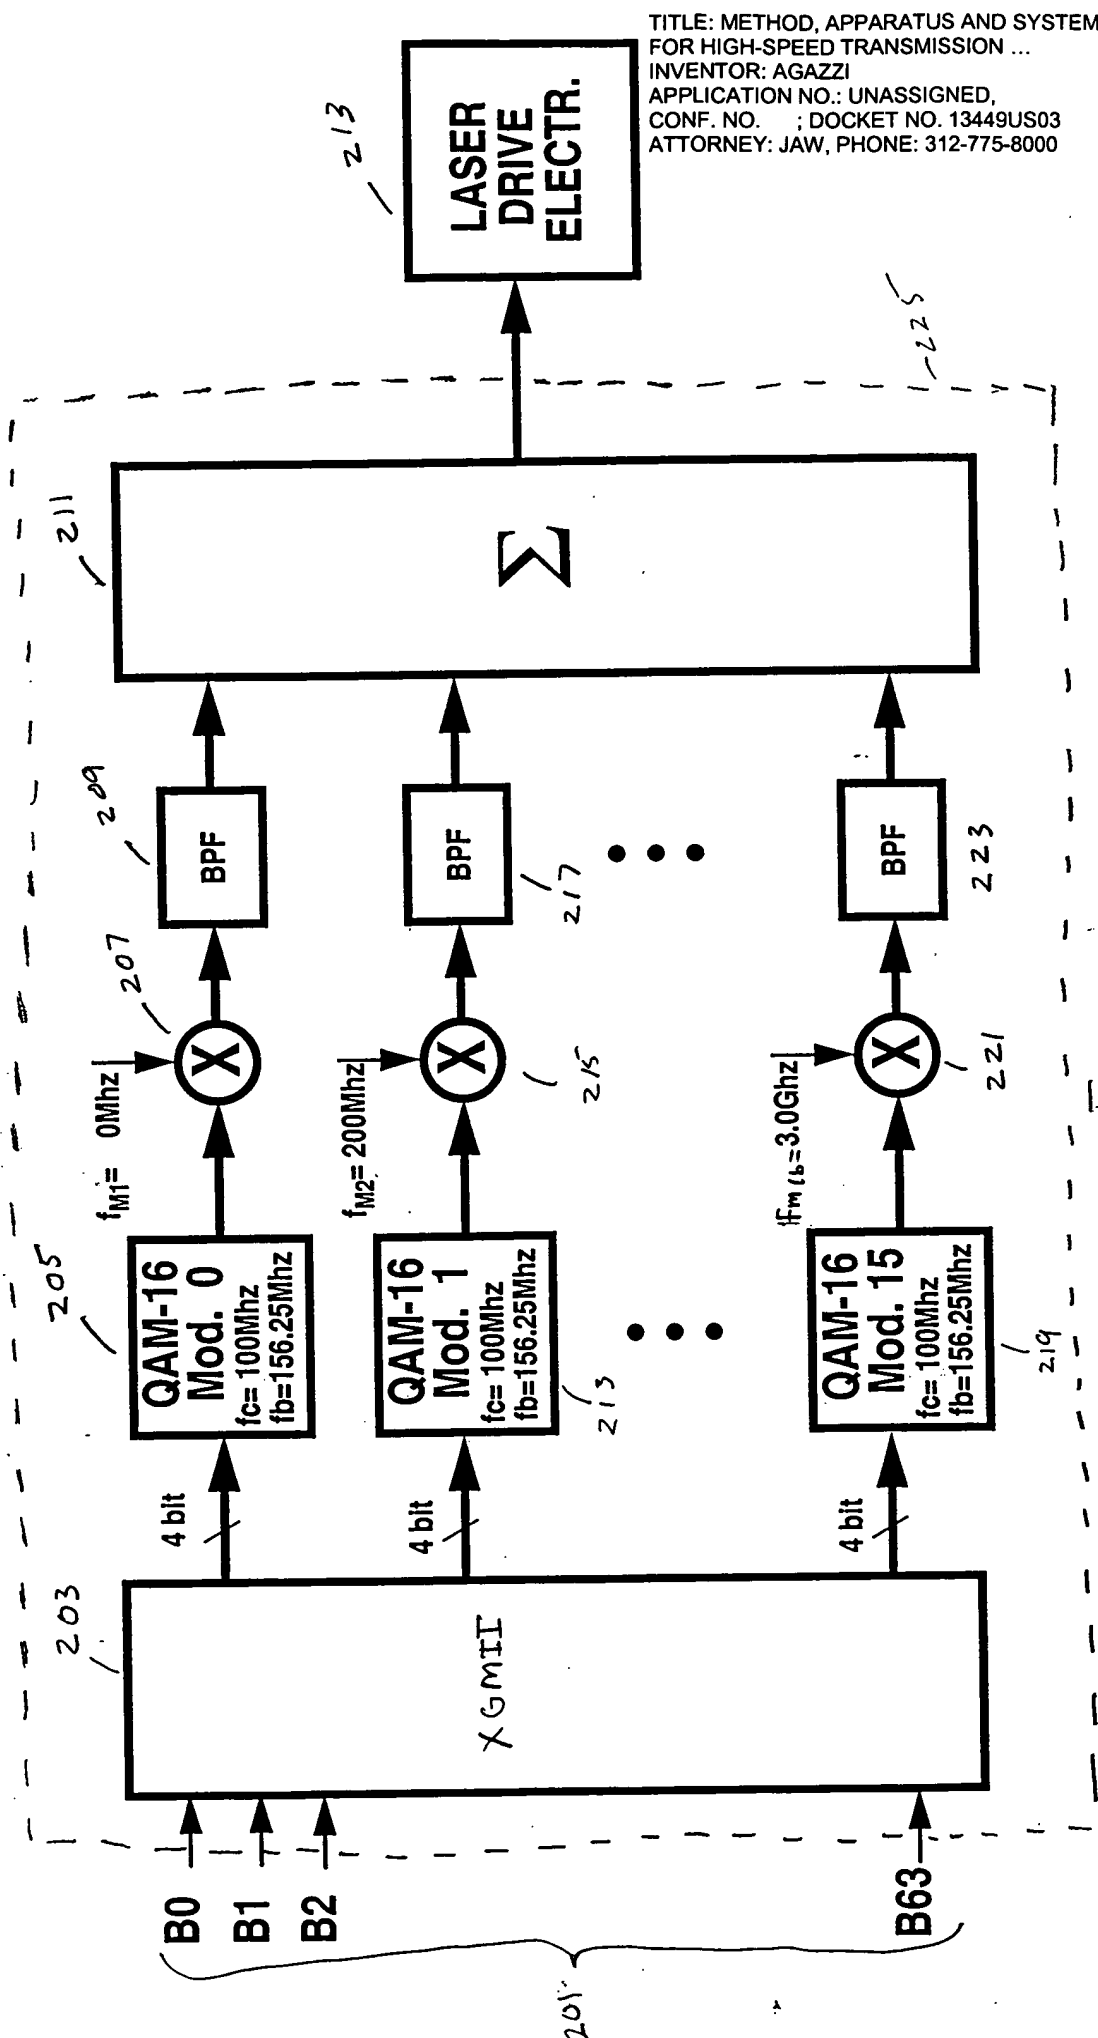 TITLE: METHOD, APPARATUS AND SYSTEM
FOR HIGH-SPEED TRANSMISSION ...
INVENTOR: AGAZZI
APPLICATION NO.: UNASSIGNED,
CONF. NO. ; DOCKET NO. 13449US03
ATTORNEY: JAW, PHONE: 312-775-8000
201
B0
B1
B2
B63
203
XGMII
4 bit
4 bit
4 bit
205
QAM-16
Mod. 0
fc= 100Mhz
fb=156.25Mhz
QAM-16
Mod. 1
fc= 100Mhz
fb=156.25Mhz
213
QAM-16
Mod. 15
fc= 100Mhz
fb=156.25Mhz
219
fM1= 0Mhz
207
X
fM2= 200Mhz
X
215
Fm16=3.0Ghz
X
221
209
BPF
BPF
217
BPF
223
211
Σ
225
213
LASER
DRIVE
ELECTR.